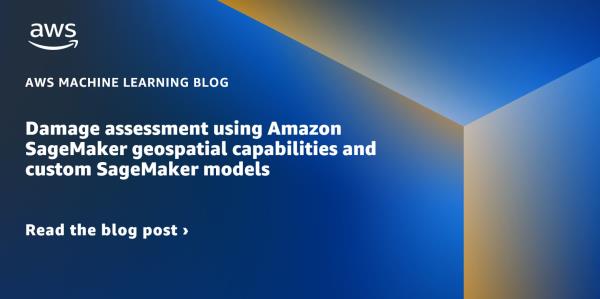 aws
AWS MACHINE LEARNING BLOG
Damage assessment using Amazon
SageMaker geospatial capabilities and
custom SageMaker models
Read the blog post ›